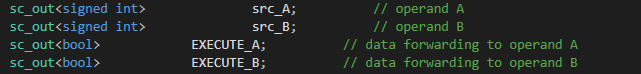 sc_out<signed int> src_A; // operand A
sc_out<signed int> src_B; // operand B
sc_out<bool> EXECUTE_A; // data forwarding to operand A
sc_out<bool> EXECUTE_B; // data forwarding to operand B